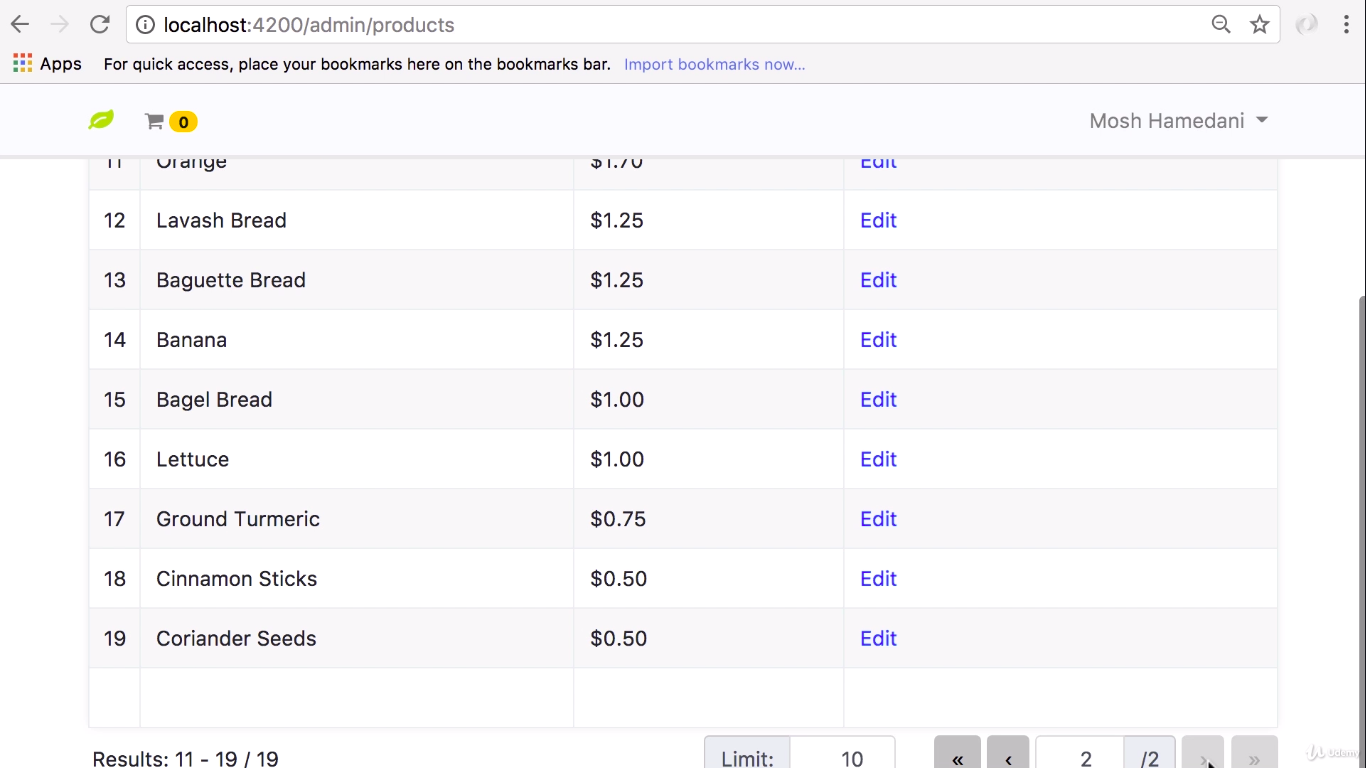 localhost:4200/admin/products
Apps For quick access, place your bookmarks here on the bookmarks bar. Import bookmarks now...
0 Mosh Hamedani
11 Orange $1.70 Edit
12 Lavash Bread $1.25 Edit
13 Baguette Bread $1.25 Edit
14 Banana $1.25 Edit
15 Bagel Bread $1.00 Edit
16 Lettuce $1.00 Edit
17 Ground Turmeric $0.75 Edit
18 Cinnamon Sticks $0.50 Edit
19 Coriander Seeds $0.50 Edit
Results: 11 - 19 / 19 Limit: 10 « ‹ 2 /2 › »
Udemy